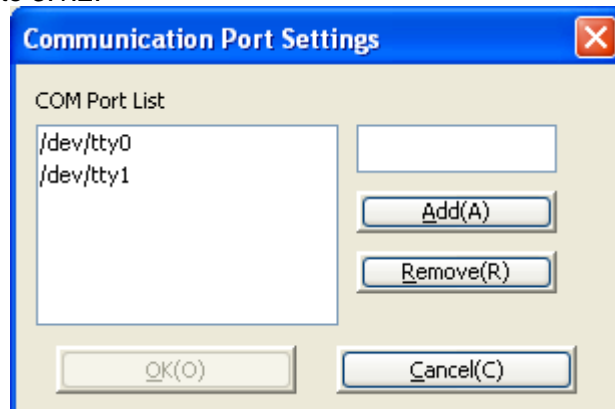 Communication Port Settings
COM Port List
/dev/tty0
/dev/tty1
Add(A)
Remove(R)
OK(O)
Cancel(C)